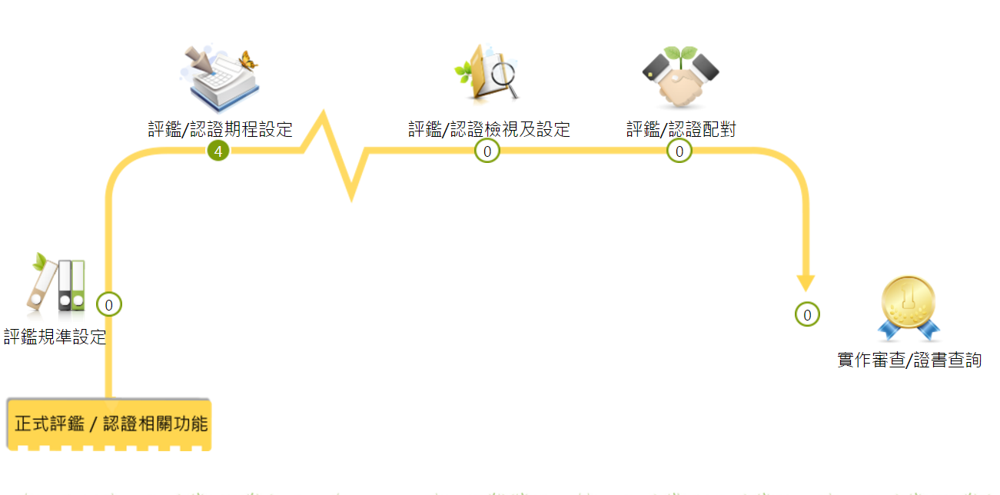 評鑑/認證期程設定
4
評鑑/認證檢視及設定
0
評鑑/認證配對
0
評鑑規準設定
0
實作審查/證書查詢
0
正式評鑑 / 認證相關功能